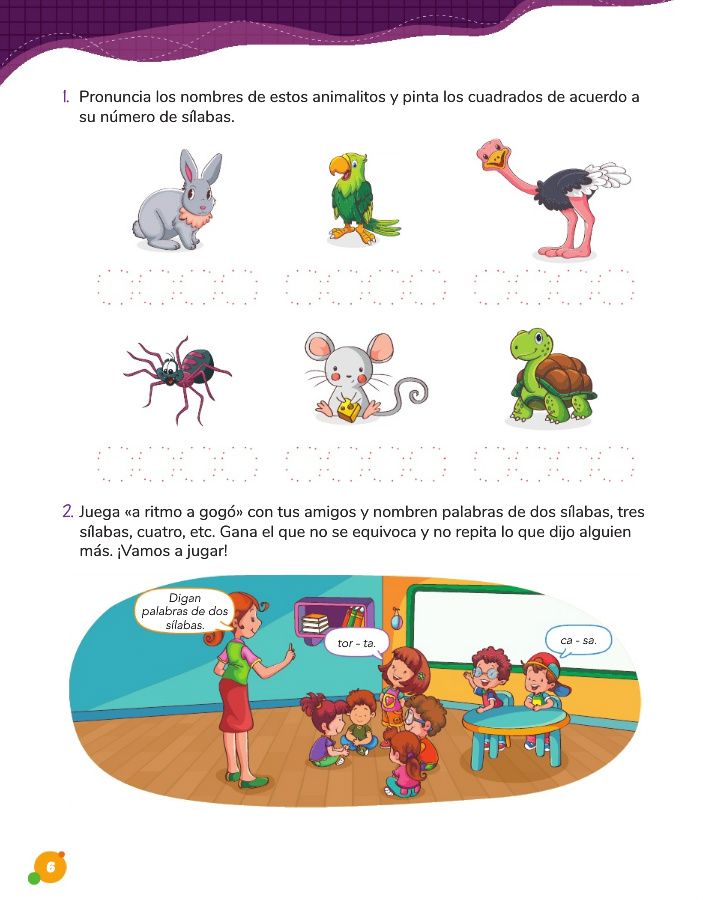 1. Pronuncia los nombres de estos animalitos y pinta los cuadrados de acuerdo a
su número de sílabas.
2. Juega «a ritmo a gogó» con tus amigos y nombren palabras de dos sílabas, tres
sílabas, cuatro, etc. Gana el que no se equivoca y no repita lo que dijo alguien
más. ¡Vamos a jugar!
Digan
palabras de dos
sílabas.
tor - ta.
ca - sa.
6